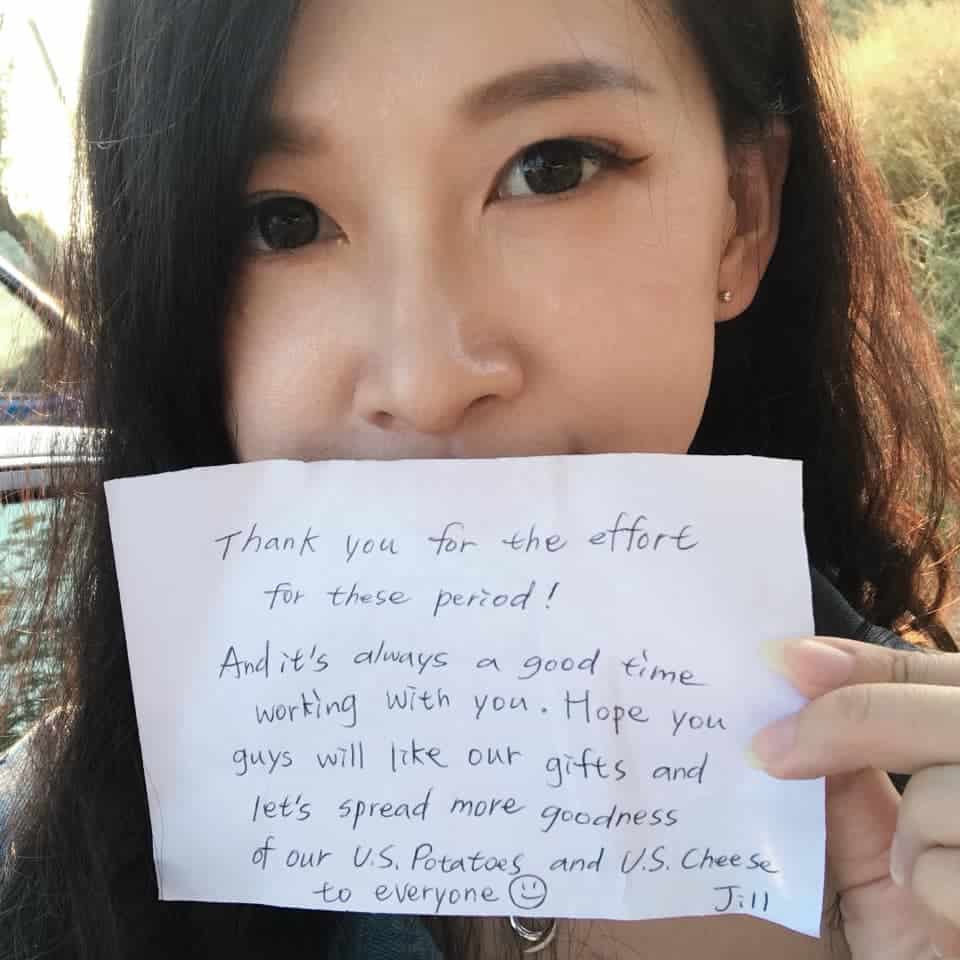 Thank you for the effort
for these period!
And it's always a good time
working with you. Hope you
guys will like our gifts and
let's spread more goodness
of our U.S. Potatoes and U.S. Cheese
to everyone ☺ Jill